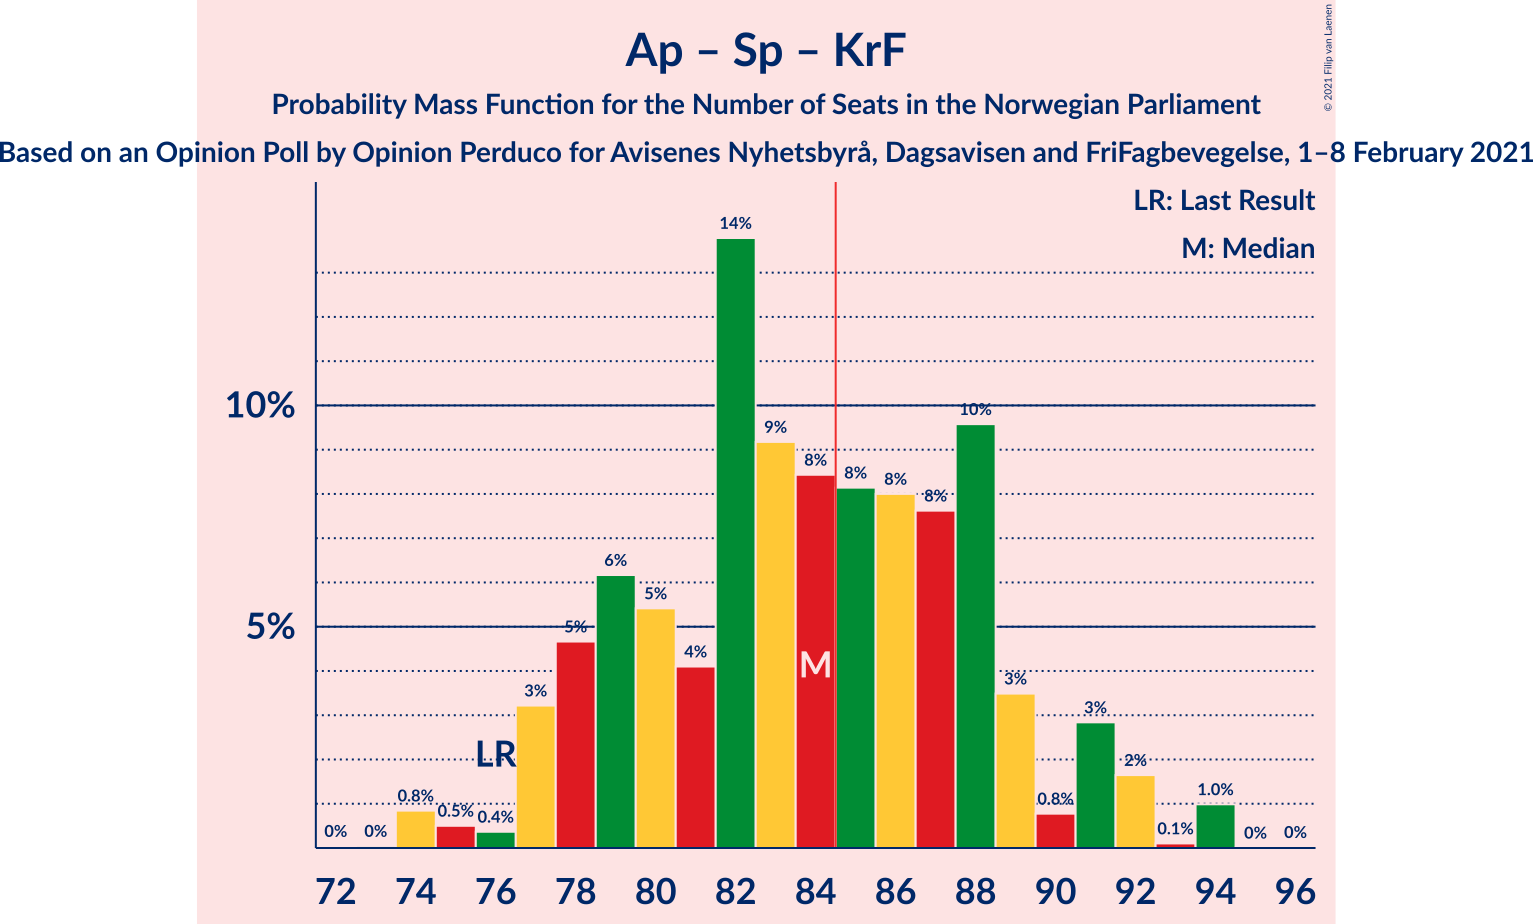 Ap – Sp – KrF
Probability Mass Function for the Number of Seats in the Norwegian Parliament
Based on an Opinion Poll by Opinion Perduco for Avisenes Nyhetsbyrå, Dagsavisen and FriFagbevegelse, 1–8 February 2021
© 2021 Filip van Laenen
LR: Last Result
M: Median
10%
5%
0% 0% 0.8% 0.5% 0.4% 3% 5% 6% 5% 4% 14% 9% 8% 8% 8% 8% 10% 3% 0.8% 3% 2% 0.1% 1.0% 0% 0%
LR
M
72 74 76 78 80 82 84 86 88 90 92 94 96